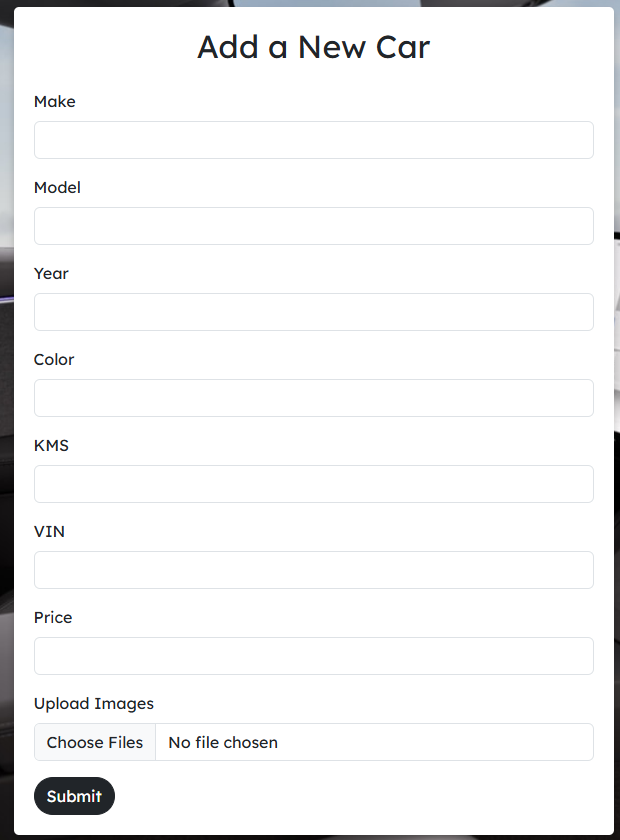 Add a New Car
Make
Model
Year
Color
KMS
VIN
Price
Upload Images
Choose Files No file chosen
Submit